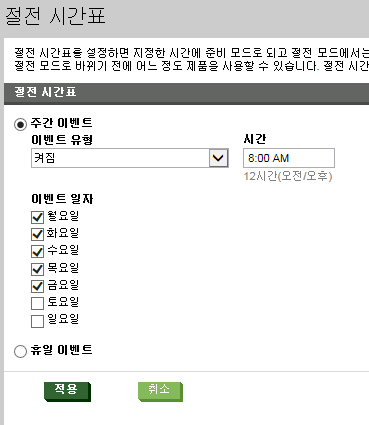 절전 시간표
절전 시간표를 설정하면 지정한 시간에 준비 모드로 되고 절전 모드에서는
절전 모드로 바뀌기 전에 어느 정도 제품을 사용할 수 있습니다. 절전 시간
절전 시간표
주간 이벤트
이벤트 유형 시간
켜짐 8:00 AM
12시간(오전/오후)
이벤트 일자
월요일
화요일
수요일
목요일
금요일
토요일
일요일
휴일 이벤트
적용 취소